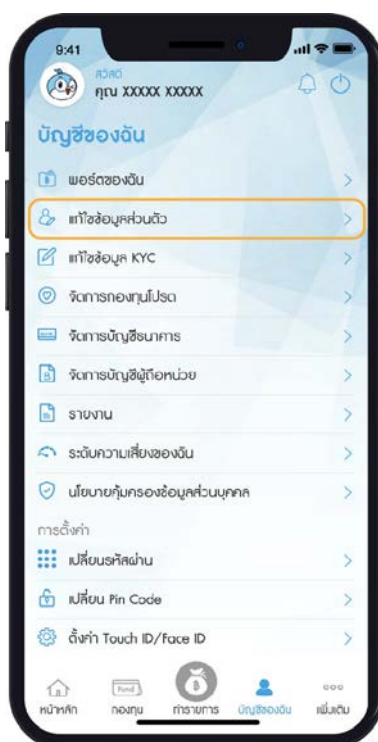 9:41
สวัสดี
คุณ xxxxx xxxxx
บัญชีของฉัน
พอร์ตของฉัน
แก้ไขข้อมูลส่วนตัว
แก้ไขข้อมูล KYC
จัดการกองทุนโปรด
จัดการบัญชีธนาคาร
จัดการบัญชีผู้ถือหน่วย
รายงาน
ระดับความเสี่ยงของฉัน
นโยบายคุ้มครองข้อมูลส่วนบุคคล
การตั้งค่า
เปลี่ยนรหัสผ่าน
เปลี่ยน Pin Code
ตั้งค่า Touch ID/Face ID
Fund
หน้าหลัก กองทุน ทำรายการ บัญชีของฉัน เพิ่มเติม